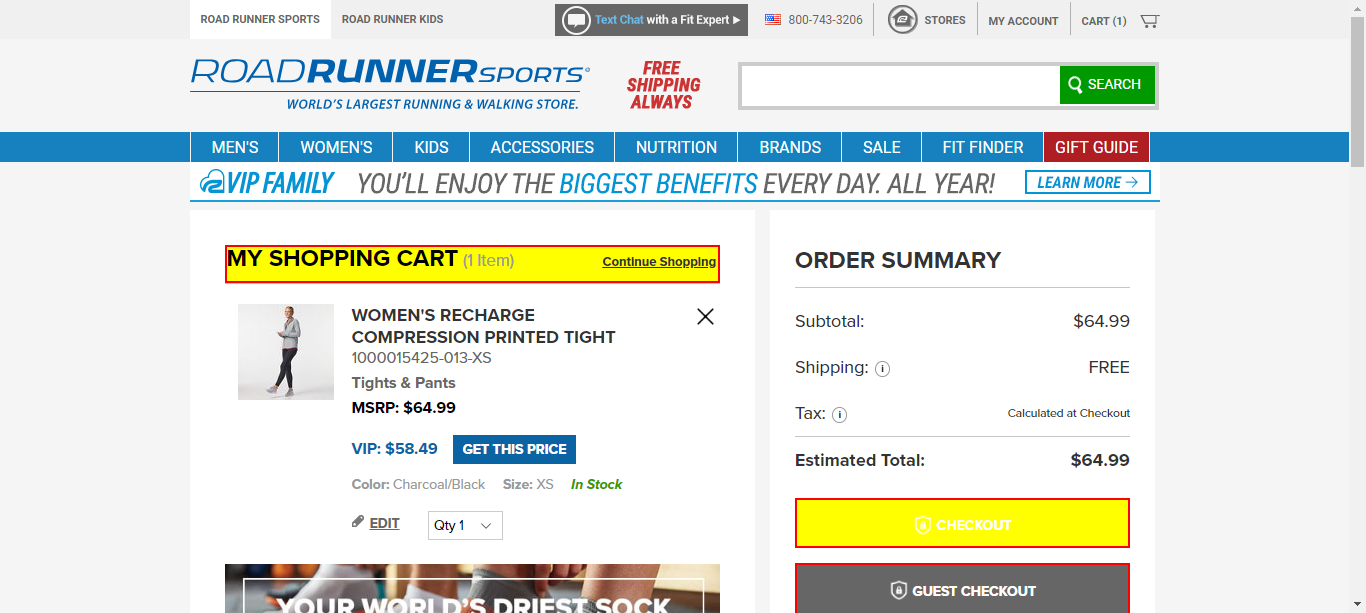 ROAD RUNNER SPORTS
ROAD RUNNER KIDS
Text Chat with a Fit Expert
800-743-3206
STORES
MY ACCOUNT
CART (1)
ROADRUNNERSPORTS
WORLD'S LARGEST RUNNING & WALKING STORE.
FREE
SHIPPING
ALWAYS
SEARCH
MEN'S
WOMEN'S
KIDS
ACCESSORIES
NUTRITION
BRANDS
SALE
FIT FINDER
GIFT GUIDE
VIP FAMILY YOU'LL ENJOY THE BIGGEST BENEFITS EVERY DAY. ALL YEAR!
LEARN MORE →
MY SHOPPING CART (1 Item)
Continue Shopping
WOMEN'S RECHARGE
COMPRESSION PRINTED TIGHT
1000015425-013-XS
Tights & Pants
MSRP: $64.99
VIP: $58.49
GET THIS PRICE
Color: Charcoal/Black Size: XS In Stock
EDIT
Qty 1
YOUR WORLD'S DRIEST SOCK
ORDER SUMMARY
Subtotal: $64.99
Shipping: i FREE
Tax: i Calculated at Checkout
Estimated Total: $64.99
CHECKOUT
GUEST CHECKOUT